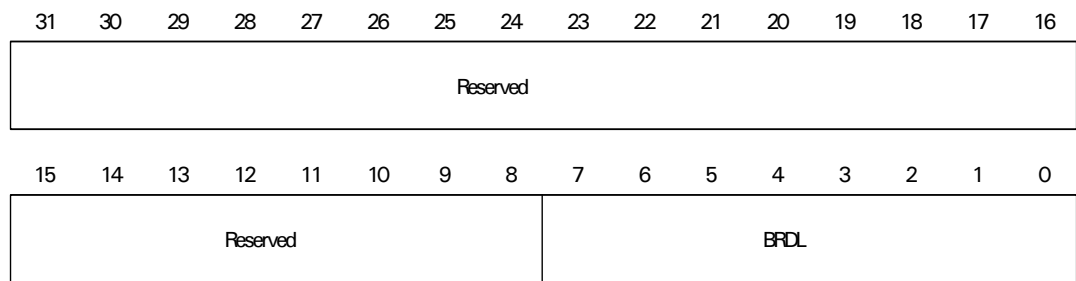 31 30 29 28 27 26 25 24 23 22 21 20 19 18 17 16
Reserved
15 14 13 12 11 10 9 8 7 6 5 4 3 2 1 0
Reserved BRDL